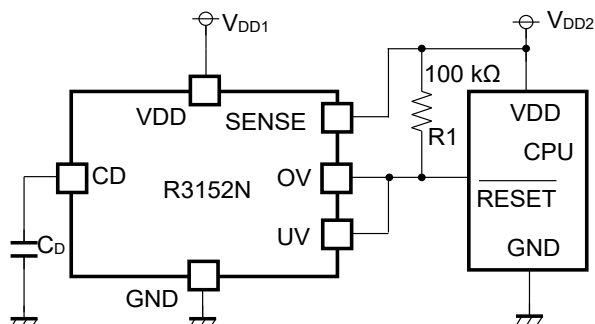 VDD1
VDD2
100 kΩ
VDD
SENSE
R1
VDD
CPU
CD
R3152N
OV
RESET
UV
CD
GND
GND